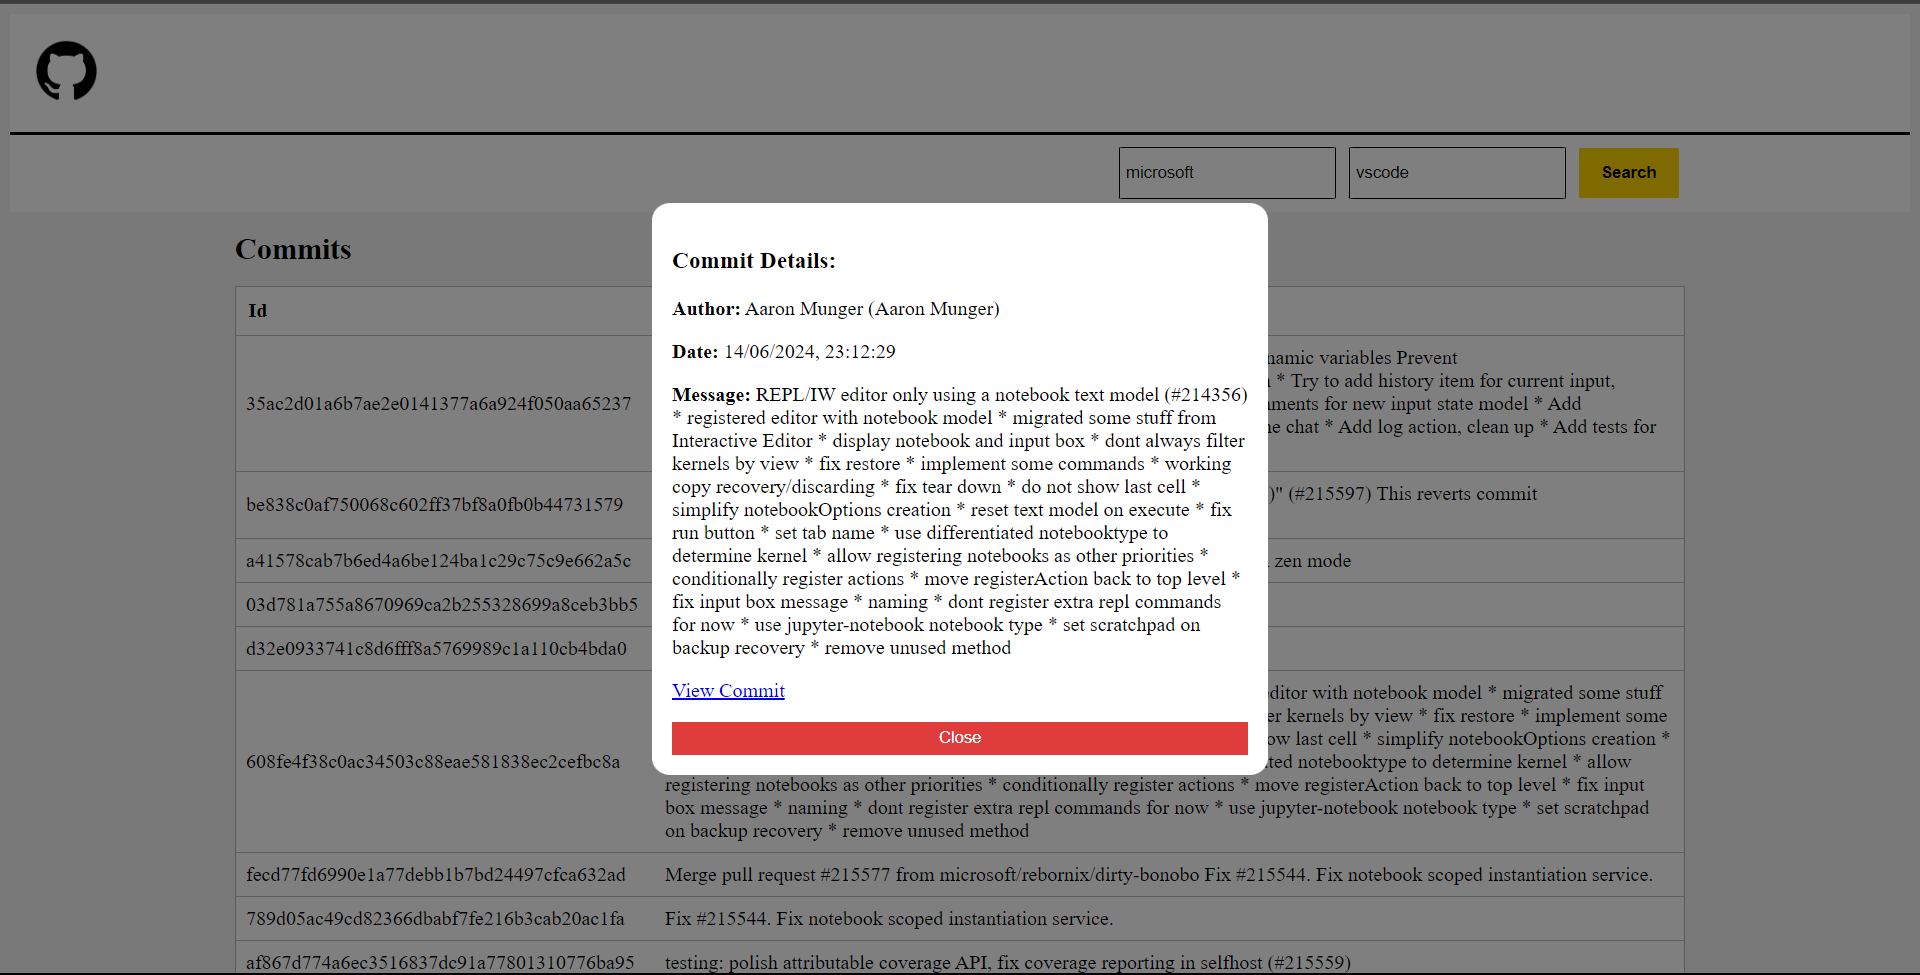 microsoft
vscode
Search
Commits
Id
35ac2d01a6b7ae2e0141377a6a924f050aa65237
namic variables Prevent
* Try to add history item for current input,
ments for new input state model * Add
e chat * Add log action, clean up * Add tests for
be838c0af750068c602ff37bf8a0fb0b44731579
)" (#215597) This reverts commit
a41578cab7b6ed4a6be124ba1c29c75c9e662a5c
zen mode
03d781a755a8670969ca2b255328699a8ceb3bb5
d32e0933741c8d6fff8a5769989c1a110cb4bda0
608fe4f38c0ac34503c88eae581838ec2cefbc8a
editor with notebook model * migrated some stuff
er kernels by view * fix restore * implement some
ow last cell * simplify notebookOptions creation *
ted notebooktype to determine kernel * allow
registering notebooks as other priorities * conditionally register actions * move registerAction back to top level * fix input
box message * naming * dont register extra repl commands for now * use jupyter-notebook notebook type * set scratchpad
on backup recovery * remove unused method
fecd77fd6990e1a77debb1b7bd24497cfca632ad
Merge pull request #215577 from microsoft/rebornix/dirty-bonobo Fix #215544. Fix notebook scoped instantiation service.
789d05ac49cd82366dbabf7fe216b3cab20ac1fa
Fix #215544. Fix notebook scoped instantiation service.
af867d774a6ec3516837dc91a77801310776ba95
testing: polish attributable coverage API, fix coverage reporting in selfhost (#215559)
Commit Details:
Author: Aaron Munger (Aaron Munger)
Date: 14/06/2024, 23:12:29
Message: REPL/IW editor only using a notebook text model (#214356)
* registered editor with notebook model * migrated some stuff from
Interactive Editor * display notebook and input box * dont always filter
kernels by view * fix restore * implement some commands * working
copy recovery/discarding * fix tear down * do not show last cell *
simplify notebookOptions creation * reset text model on execute * fix
run button * set tab name * use differentiated notebooktype to
determine kernel * allow registering notebooks as other priorities *
conditionally register actions * move registerAction back to top level *
fix input box message * naming * dont register extra repl commands
for now * use jupyter-notebook notebook type * set scratchpad on
backup recovery * remove unused method
View Commit
Close